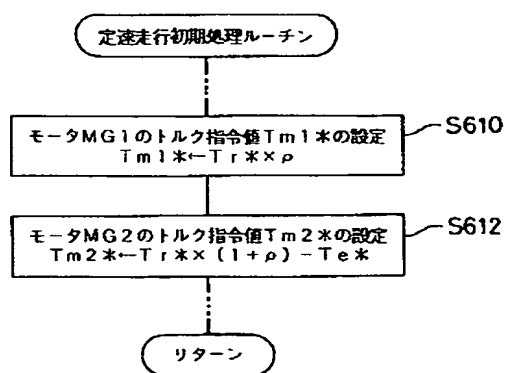 定速走行初期処理ルーチン
モータMG1のトルク指令値Tm1*の設定
Tm1*←Tr*×ρ
S610
モータMG2のトルク指令値Tm2*の設定
Tm2*←Tr*×(1+ρ)-Te*
S612
リターン